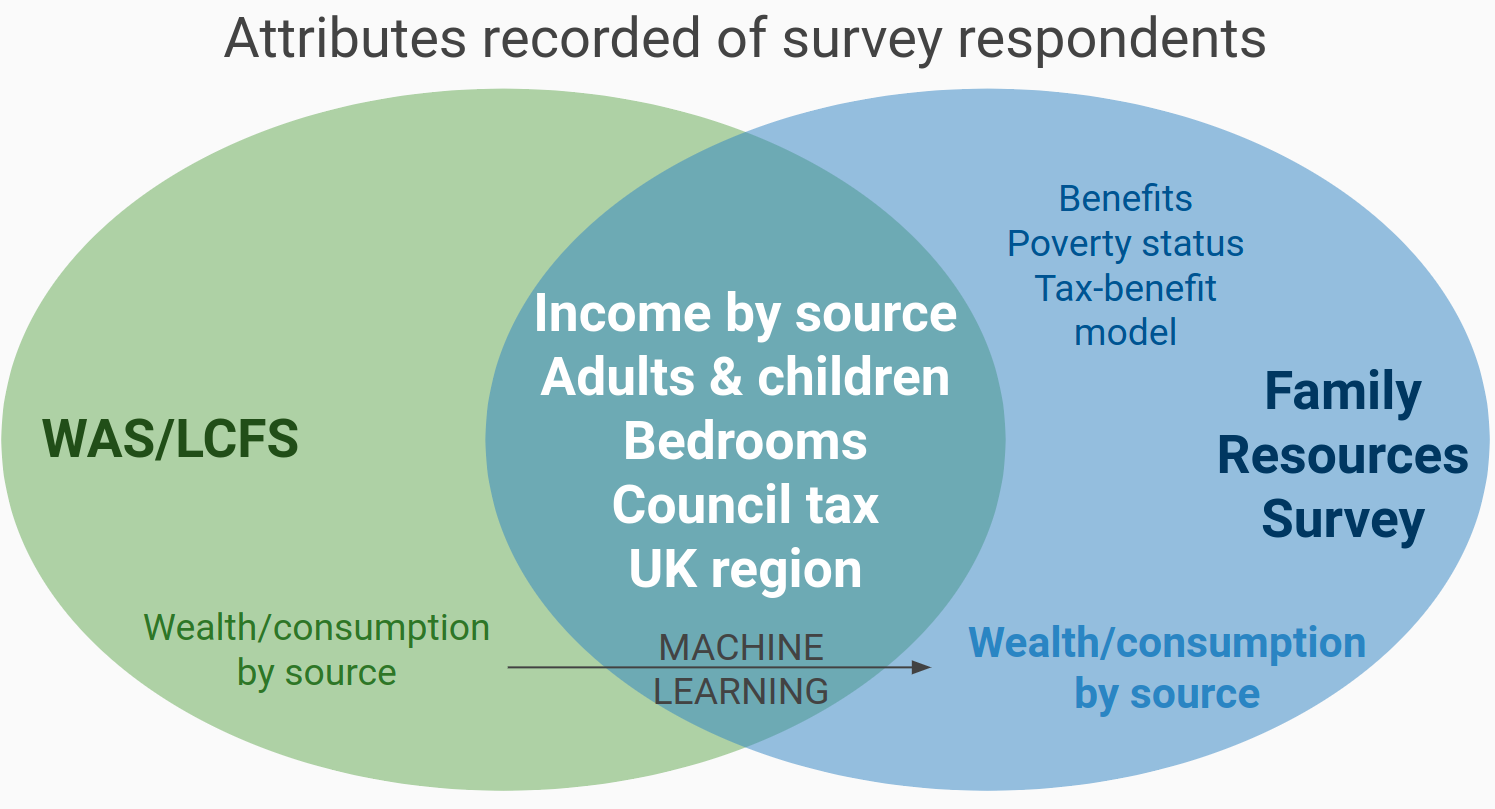 Attributes recorded of survey respondents
Benefits
Poverty status
Tax-benefit
model
Income by source
Adults & children
Bedrooms
Council tax
UK region
WAS/LCFS
Family
Resources
Survey
Wealth/consumption
by source
MACHINE
LEARNING
Wealth/consumption
by source